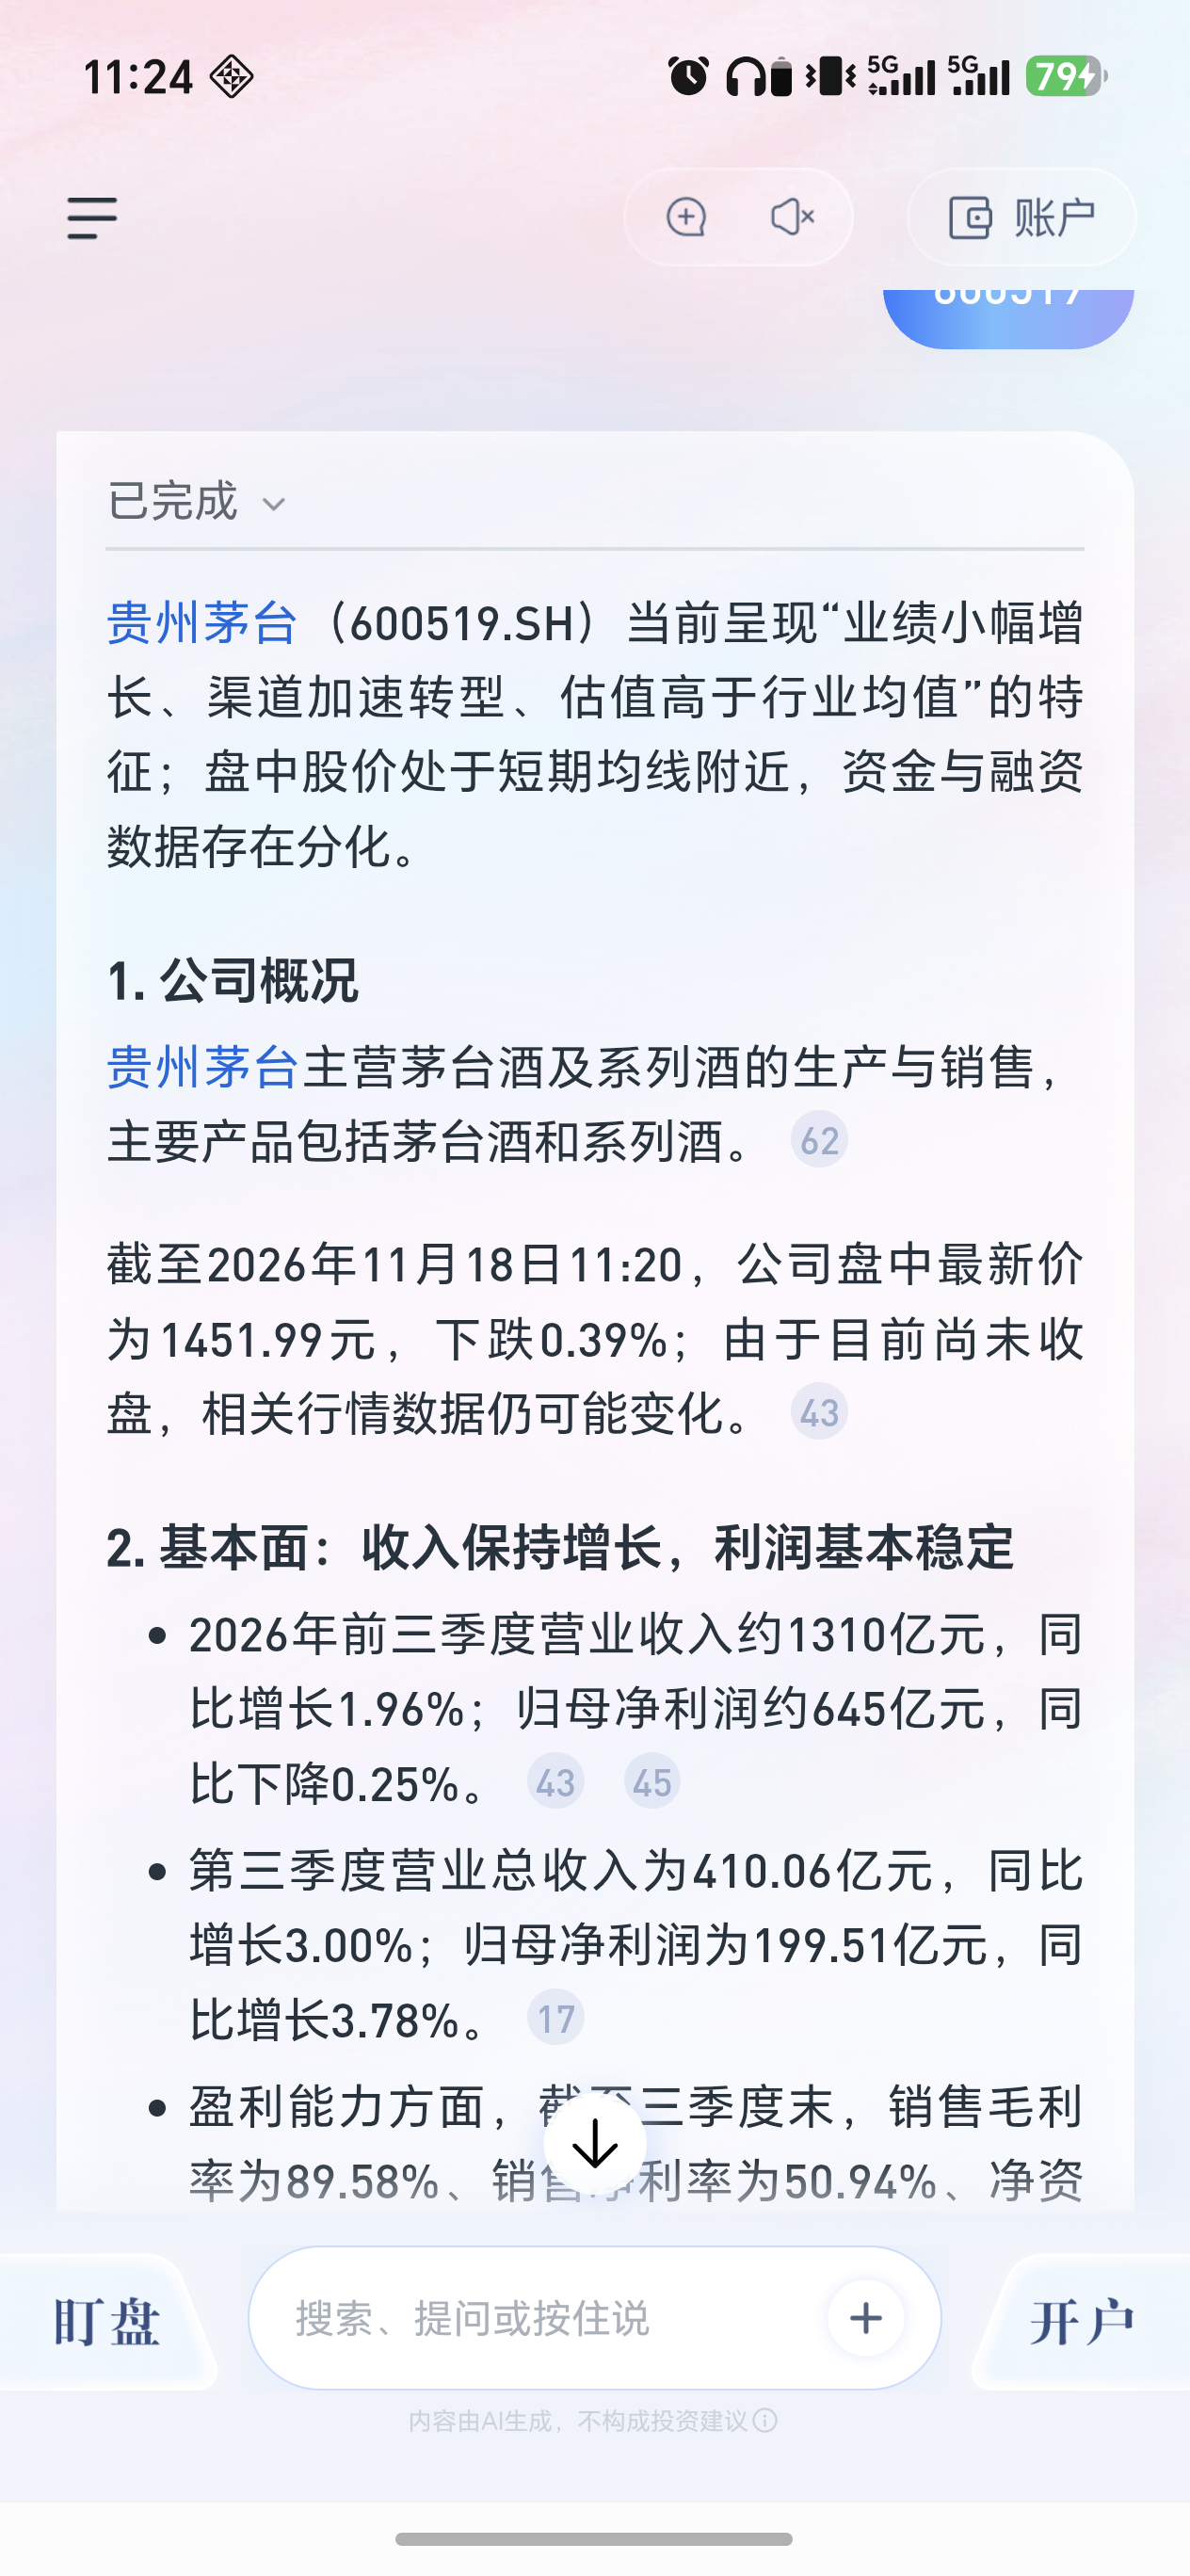 11:24
5G 5G 79
账户
600519
已完成
贵州茅台（600519.SH）当前呈现“业绩小幅增
长、渠道加速转型、估值高于行业均值”的特
征；盘中股价处于短期均线附近，资金与融资
数据存在分化。
1. 公司概况
贵州茅台主营茅台酒及系列酒的生产与销售，
主要产品包括茅台酒和系列酒。 62
截至2026年11月18日11:20，公司盘中最新价
为1451.99元，下跌0.39%；由于目前尚未收
盘，相关行情数据仍可能变化。 43
2. 基本面：收入保持增长，利润基本稳定
• 2026年前三季度营业收入约1310亿元，同
比增长1.96%；归母净利润约645亿元，同
比下降0.25%。 43 45
• 第三季度营业总收入为410.06亿元，同比
增长3.00%；归母净利润为199.51亿元，同
比增长3.78%。 17
• 盈利能力方面，截至三季度末，销售毛利
率为89.58%、销售净利率为50.94%、净资
盯盘
搜索、提问或按住说
开户
内容由AI生成，不构成投资建议